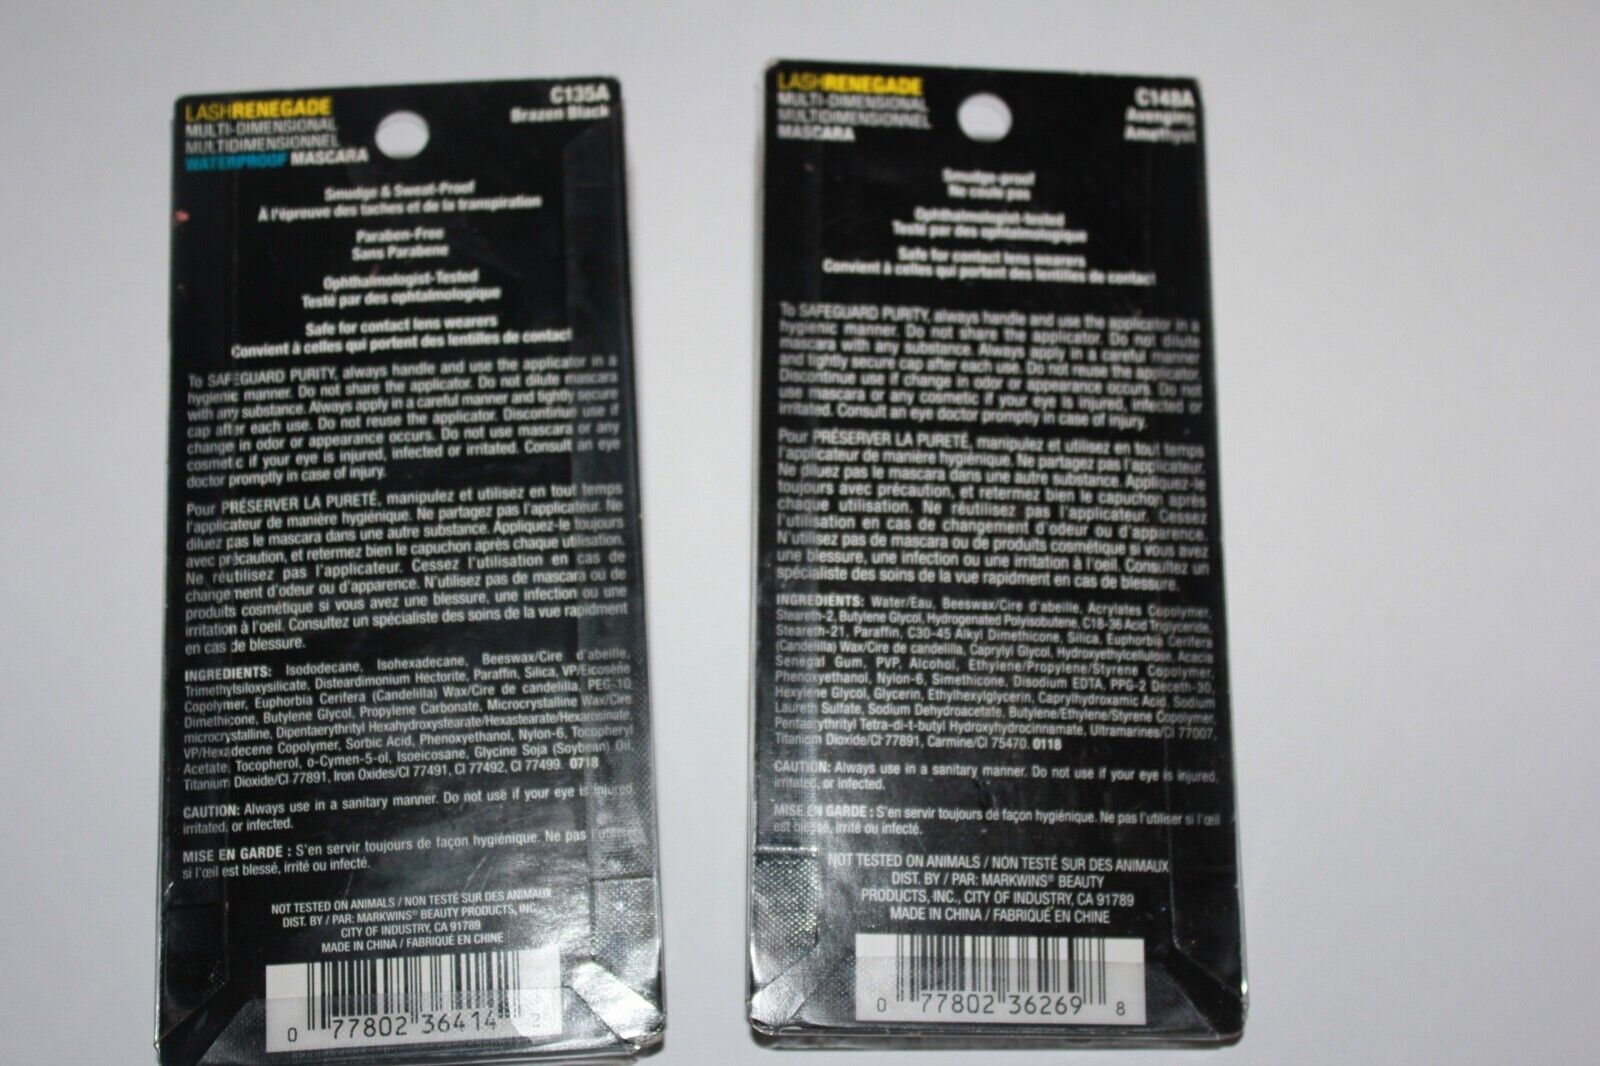 LASHRENEGADE
MULTI-DIMENSIONAL
MULTIDIMENSIONNEL
WATERPROOF MASCARA
C135A
Brazen Black
Smudge & Sweat-Proof
À l'épreuve des taches et de la transpiration
Paraben-Free
Sans Parabene
Ophthalmologist-Tested
Testé par des ophtalmologique
Safe for contact lens wearers
Convient à celles qui portent des lentilles de contact
To SAFEGUARD PURITY, always handle and use the applicator in a
hygienic manner. Do not share the applicator. Do not dilute mascara
with any substance. Always apply in a careful manner and tightly secure
cap after each use. Do not reuse the applicator. Discontinue use if
change in odor or appearance occurs. Do not use mascara or any
cosmetic if your eye is injured, infected or irritated. Consult an eye
doctor promptly in case of injury.
Pour PRÉSERVER LA PURETÉ, manipulez et utilisez en tout temps
l'applicateur de manière hygiénique. Ne partagez pas l'applicateur. Ne
diluez pas le mascara dans une autre substance. Appliquez-le toujours
avec précaution, et retermez bien le capuchon après chaque utilisation.
Ne réutilisez pas l'applicateur. Cessez l'utilisation en cas de
changement d'odeur ou d'apparence. N'utilisez pas de mascara ou de
produits cosmétique si vous avez une blessure, une infection ou une
irritation à l'oeil. Consultez un spécialiste des soins de la vue rapidment
en cas de blessure.
INGREDIENTS: Isododecane, Isohexadecane, Beeswax/Cire d'abeille,
Trimethylsiloxysilicate, Disteardimonium Hectorite, Paraffin, Silica, VP/Eicosene
Copolymer, Euphorbia Cerifera (Candelilla) Wax/Cire de candelilla, PEG-10
Dimethicone, Butylene Glycol, Propylene Carbonate, Microcrystalline Wax/Cire
microcrystalline, Dipentaerythrityl Hexahydroxystearate/Hexastearate/Hexarosinate,
VP/Hexadecene Copolymer, Sorbic Acid, Phenoxyethanol, Nylon-6, Tocopheryl
Acetate, Tocopherol, o-Cymen-5-ol, Isoeicosane, Glycine Soja (Soybean) Oil,
Titanium Dioxide/CI 77891, Iron Oxides/CI 77491, CI 77492, CI 77499. 0718
CAUTION: Always use in a sanitary manner. Do not use if your eye is injured,
irritated, or infected.
MISE EN GARDE : S'en servir toujours de façon hygiénique. Ne pas l'utiliser
si l'œil est blessé, irrité ou infecté.
NOT TESTED ON ANIMALS / NON TESTÉ SUR DES ANIMAUX
DIST. BY / PAR: MARKWINS® BEAUTY PRODUCTS, INC.
CITY OF INDUSTRY, CA 91789
MADE IN CHINA / FABRIQUÉ EN CHINE
0 77802 36414 2
LASHRENEGADE
MULTI-DIMENSIONAL
MULTIDIMENSIONNEL
MASCARA
C148A
Avenging
Amethyst
Smudge-proof
Ne coule pas
Ophthalmologist-tested
Testé par des ophtalmologique
Safe for contact lens wearers
Convient à celles qui portent des lentilles de contact
To SAFEGUARD PURITY, always handle and use the applicator in a
hygienic manner. Do not share the applicator. Do not dilute
mascara with any substance. Always apply in a careful manner
and tightly secure cap after each use. Do not reuse the applicator.
Discontinue use if change in odor or appearance occurs. Do not
use mascara or any cosmetic if your eye is injured, infected or
irritated. Consult an eye doctor promptly in case of injury.
Pour PRÉSERVER LA PURETÉ, manipulez et utilisez en tout temps
l'applicateur de manière hygiénique. Ne partagez pas l'applicateur.
Ne diluez pas le mascara dans une autre substance. Appliquez-le
toujours avec précaution, et retermez bien le capuchon après
chaque utilisation. Ne réutilisez pas l'applicateur. Cessez
l'utilisation en cas de changement d'odeur ou d'apparence.
N'utilisez pas de mascara ou de produits cosmétique si vous avez
une blessure, une infection ou une irritation à l'oeil. Consultez un
spécialiste des soins de la vue rapidment en cas de blessure.
INGREDIENTS: Water/Eau, Beeswax/Cire d'abeille, Acrylates Copolymer,
Steareth-2, Butylene Glycol, Hydrogenated Polyisobutene, C18-36 Acid Triglyceride,
Steareth-21, Paraffin, C30-45 Alkyl Dimethicone, Silica, Euphorbia Cerifera
(Candelilla) Wax/Cire de candelilla, Caprylyl Glycol, Hydroxyethylcellulose, Acacia
Senegal Gum, PVP, Alcohol, Ethylene/Propylene/Styrene Copolymer,
Phenoxyethanol, Nylon-6, Simethicone, Disodium EDTA, PPG-2 Deceth-30,
Hexylene Glycol, Glycerin, Ethylhexylglycerin, Caprylhydroxamic Acid, Sodium
Laureth Sulfate, Sodium Dehydroacetate, Butylene/Ethylene/Styrene Copolymer,
Pentaerythrityl Tetra-di-t-butyl Hydroxyhydrocinnamate, Ultramarines/CI 77007,
Titanium Dioxide/CI 77891, Carmine/CI 75470. 0118
CAUTION: Always use in a sanitary manner. Do not use if your eye is injured,
irritated, or infected.
MISE EN GARDE : S'en servir toujours de façon hygiénique. Ne pas l'utiliser si l'œil
est blessé, irrité ou infecté.
NOT TESTED ON ANIMALS / NON TESTÉ SUR DES ANIMAUX
DIST. BY / PAR: MARKWINS® BEAUTY
PRODUCTS, INC., CITY OF INDUSTRY, CA 91789
MADE IN CHINA / FABRIQUÉ EN CHINE
0 77802 36269 8